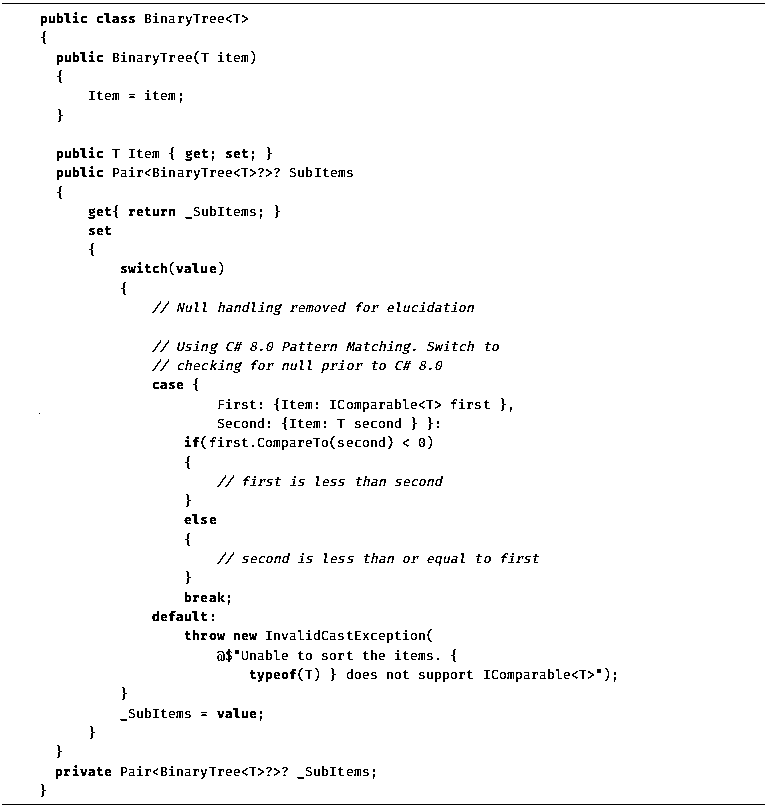 public class BinaryTree<T>
{
  public BinaryTree(T item)
  {
      Item = item;
  }

  public T Item { get; set; }
  public Pair<BinaryTree<T>?>? SubItems
  {
      get{ return _SubItems; }
      set
      {
          switch(value)
          {
              // Null handling removed for elucidation

              // Using C# 8.0 Pattern Matching. Switch to
              // checking for null prior to C# 8.0
              case {
                      First: {Item: IComparable<T> first },
                      Second: {Item: T second } }:
                  if(first.CompareTo(second) < 0)
                  {
                      // first is less than second
                  }
                  else
                  {
                      // second is less than or equal to first
                  }
                  break;
              default:
                  throw new InvalidCastException(
                      @$"Unable to sort the items. {
                          typeof(T) } does not support IComparable<T>");
          }
          _SubItems = value;
      }
  }
  private Pair<BinaryTree<T>?>? _SubItems;
}